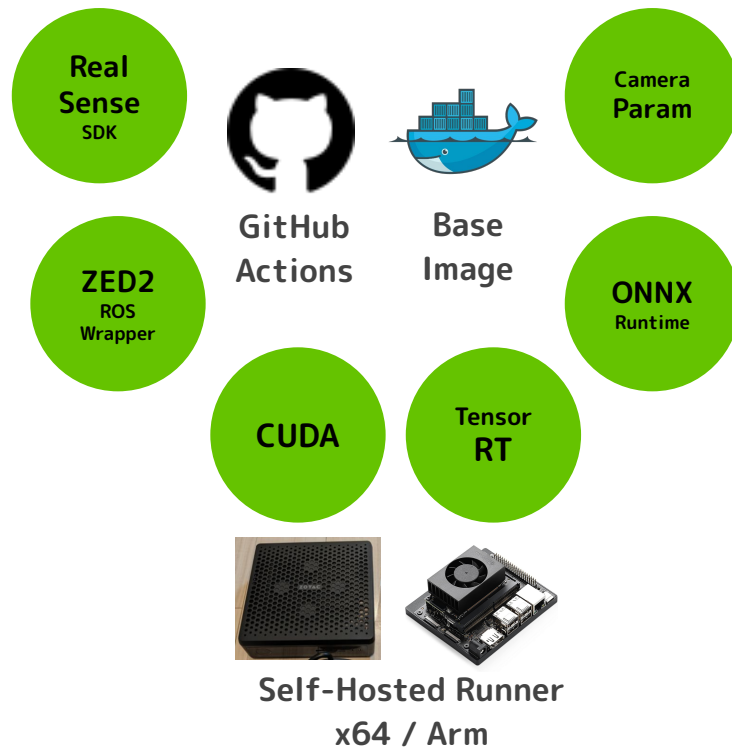 Real
Sense
SDK
Camera
Param
GitHub
Actions
Base
Image
ZED2
ROS
Wrapper
ONNX
Runtime
CUDA
Tensor
RT
ZOTAC
Self-Hosted Runner
x64 / Arm